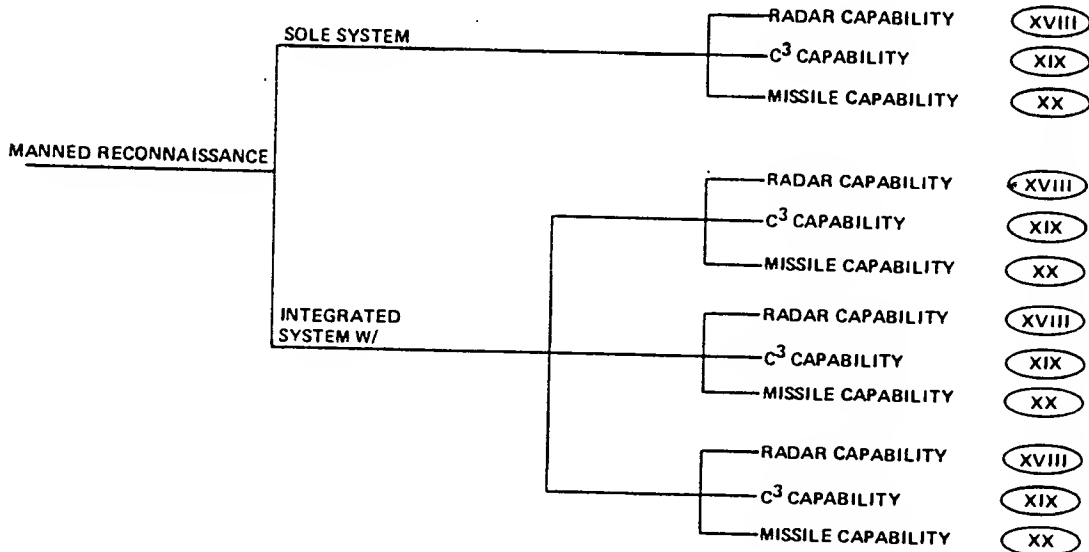 RADAR CAPABILITY XVIII
SOLE SYSTEM
C³ CAPABILITY XIX
MISSILE CAPABILITY XX
MANNED RECONNAISSANCE
RADAR CAPABILITY XVIII
C³ CAPABILITY XIX
MISSILE CAPABILITY XX
INTEGRATED
SYSTEM W/
RADAR CAPABILITY XVIII
C³ CAPABILITY XIX
MISSILE CAPABILITY XX
RADAR CAPABILITY XVIII
C³ CAPABILITY XIX
MISSILE CAPABILITY XX